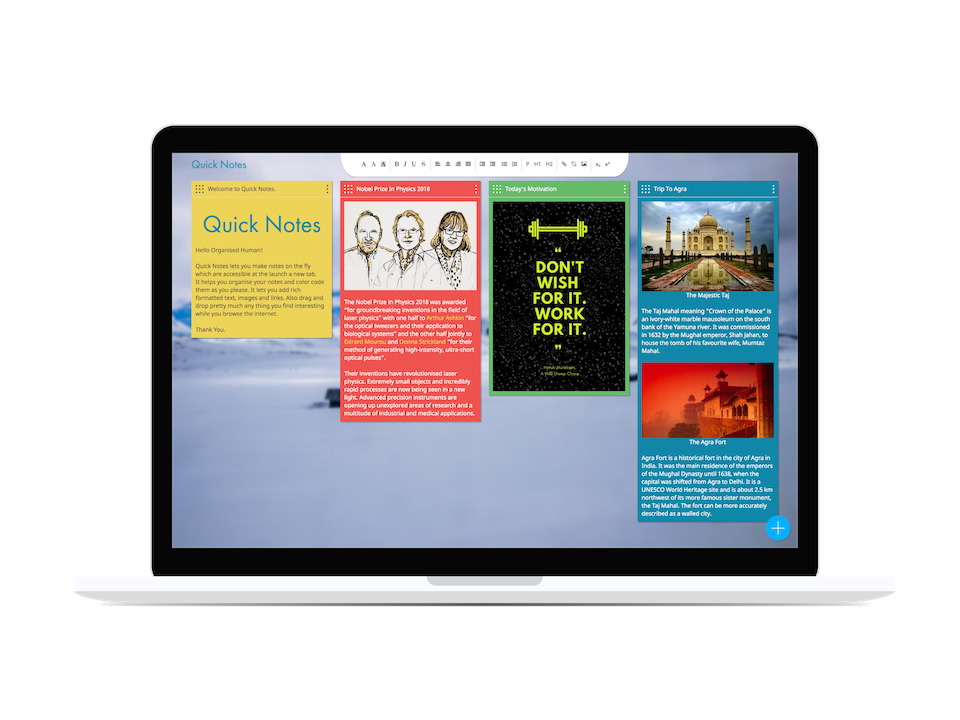 Quick Notes
A A A B I U S P H1 H2 x₂ x²
Welcome to Quick Notes.
Quick Notes
Hello Organised Human!
Quick Notes lets you make notes on the fly
which are accessible at the launch a new tab.
It helps you organise your notes and color code
them as you please. It lets you add rich
formatted text, images and links. Also drag and
drop pretty much any thing you find interesting
while you browse the internet.
Thank You.
Nobel Prize In Physics 2018
The Nobel Prize in Physics 2018 was awarded
"for groundbreaking inventions in the field of
laser physics" with one half to Arthur Ashkin "for
the optical tweezers and their application to
biological systems" and the other half jointly to
Gérard Mourou and Donna Strickland "for their
method of generating high-intensity, ultra-short
optical pulses".
Their inventions have revolutionised laser
physics. Extremely small objects and incredibly
rapid processes are now being seen in a new
light. Advanced precision instruments are
opening up unexplored areas of research and a
multitude of industrial and medical applications.
Today's Motivation
“
DON'T
WISH
FOR IT.
WORK
FOR IT.
”
Trip To Agra
The Majestic Taj
The Taj Mahal meaning "Crown of the Palace" is
an ivory-white marble mausoleum on the south
bank of the Yamuna river. It was commissioned
in 1632 by the Mughal emperor, Shah Jahan, to
house the tomb of his favourite wife, Mumtaz
Mahal.
The Agra Fort
Agra Fort is a historical fort in the city of Agra in
India. It was the main residence of the emperors
of the Mughal Dynasty until 1638, when the
capital was shifted from Agra to Delhi. It is a
UNESCO World Heritage site and is about 2.5 km
northwest of its more famous sister monument,
the Taj Mahal. The fort can be more accurately
described as a walled city.